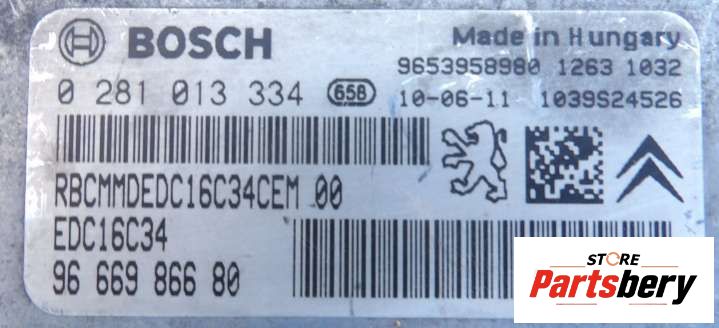 BOSCH
Made in Hungary
9653958980 1263 1032
0 281 013 334 658 10-06-11 1039S24526
RBCMMDEDC16C34CEM 00
EDC16C34
96 669 866 80
STORE
Partsbery